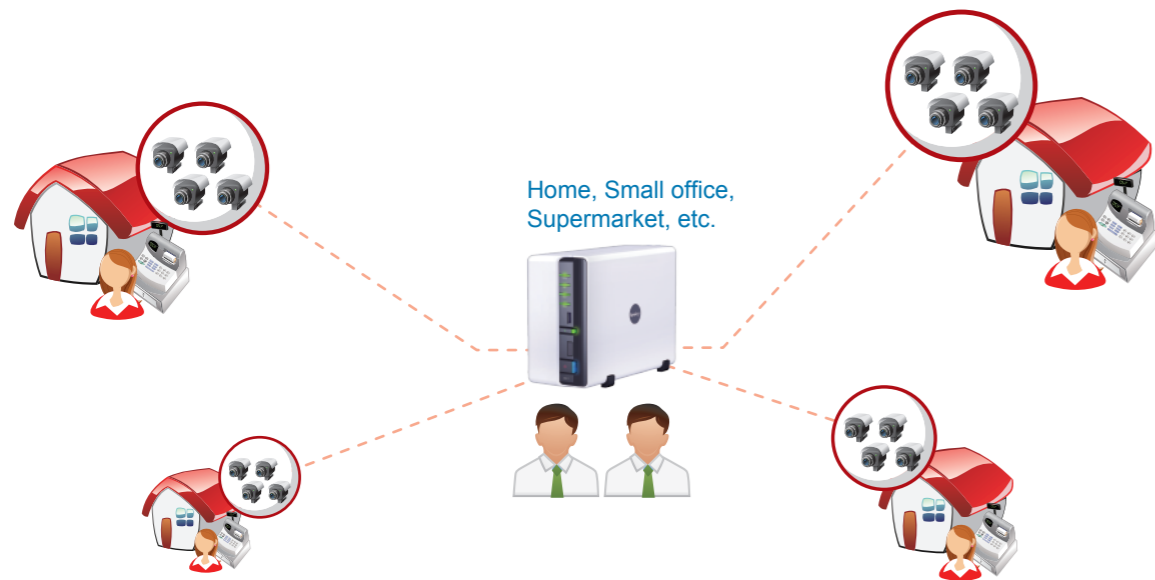 Home, Small office,
Supermarket, etc.